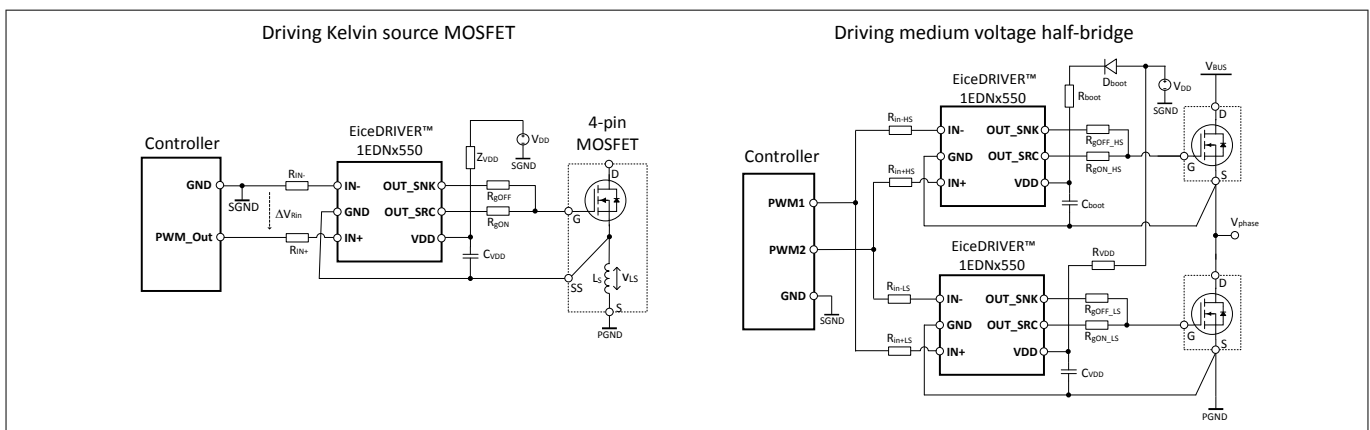 Driving Kelvin source MOSFET
Controller
GND
PWM_Out
SGND
ΔVRin
RIN-
RIN+
EiceDRIVER™
1EDNx550
IN-
GND
IN+
OUT_SNK
OUT_SRC
VDD
ZVDD
VDD
SGND
RgOFF
RgON
CVDD
4-pin
MOSFET
D
G
SS
LS
VLS
S
PGND
Driving medium voltage half-bridge
Controller
PWM1
PWM2
GND
SGND
Rin-HS
Rin+HS
EiceDRIVER™
1EDNx550
IN-
GND
IN+
OUT_SNK
OUT_SRC
VDD
Rboot
Dboot
VDD
SGND
VBUS
RgOFF_HS
RgON_HS
Cboot
D
G
S
Vphase
Rin-LS
Rin+LS
EiceDRIVER™
1EDNx550
IN-
GND
IN+
OUT_SNK
OUT_SRC
VDD
RVDD
RgOFF_LS
RgON_LS
CVDD
D
G
S
PGND